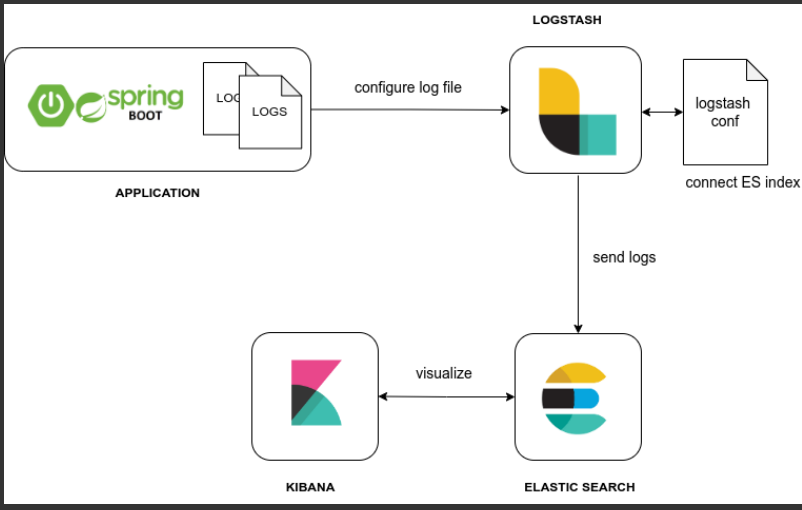 LOGSTASH
spring
BOOT
LOGS
configure log file
logstash
conf
APPLICATION
connect ES index
send logs
visualize
KIBANA
ELASTIC SEARCH